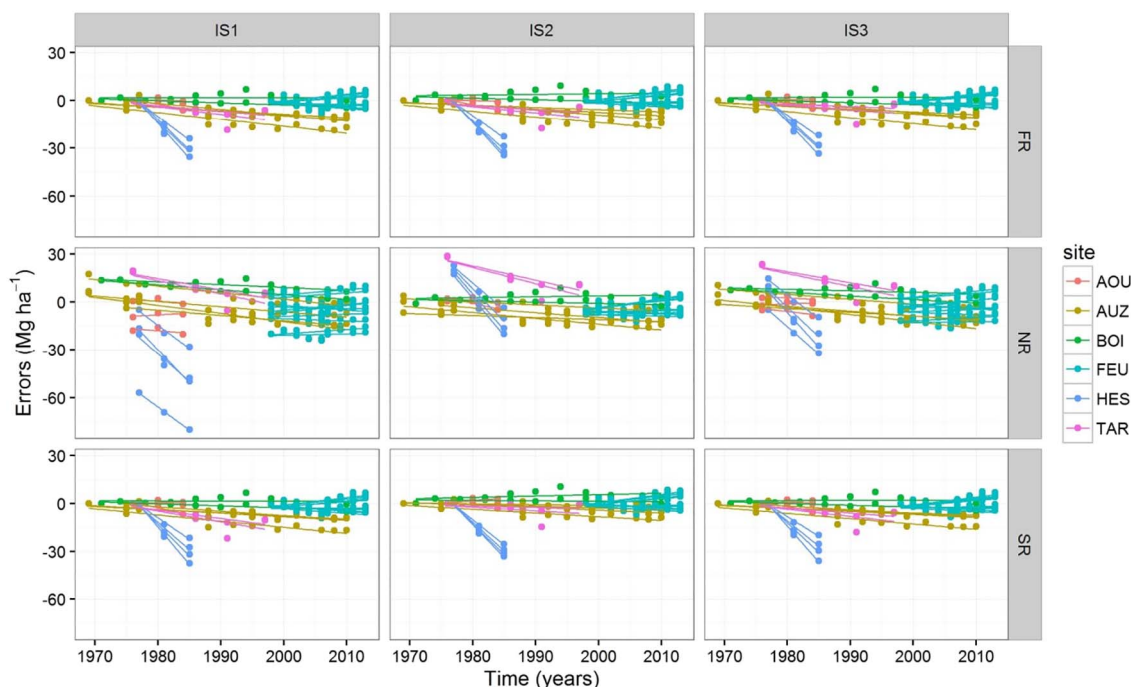 IS1 IS2 IS3
30
0
-30
-60
FR
30
0
-30
-60
NR
30
0
-30
-60
SR
1970 1980 1990 2000 2010 1970 1980 1990 2000 2010 1970 1980 1990 2000 2010
Time (years)
Errors (Mg ha⁻¹)
site
AOU
AUZ
BOI
FEU
HES
TAR